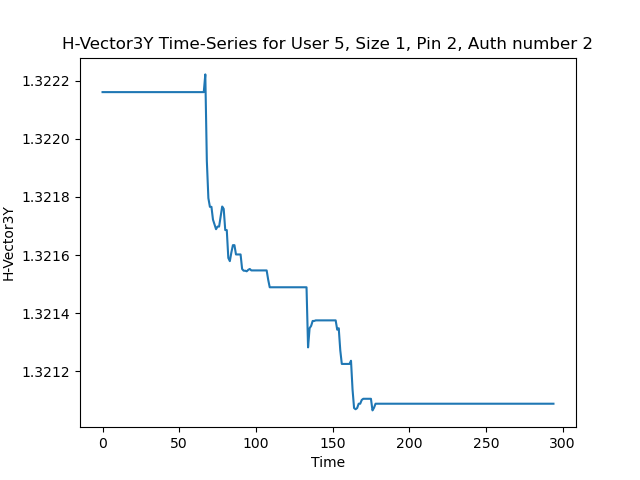 H-Vector3Y Time-Series for User 5, Size 1, Pin 2, Auth number 2
H-Vector3Y
1.3222
1.3220
1.3218
1.3216
1.3214
1.3212
0 50 100 150 200 250 300
Time